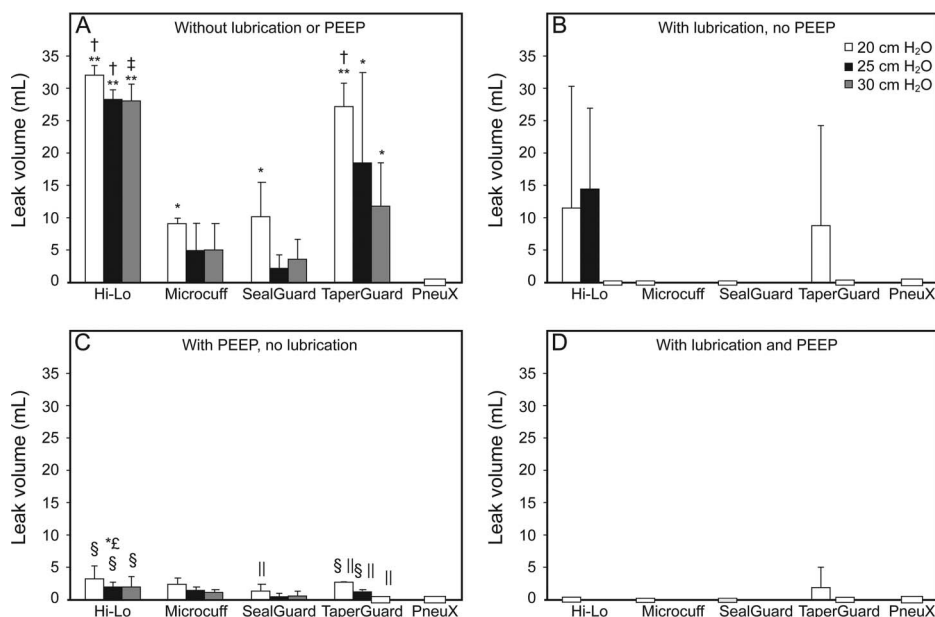 A
Without lubrication or PEEP
Leak volume (mL)
35
30
25
20
15
10
5
0
† ** † ** ‡ ** * * † ** * *
Hi-Lo Microcuff SealGuard TaperGuard PneuX
B
With lubrication, no PEEP
20 cm H₂O
25 cm H₂O
30 cm H₂O
Leak volume (mL)
35
30
25
20
15
10
5
0
Hi-Lo Microcuff SealGuard TaperGuard PneuX
C
With PEEP, no lubrication
Leak volume (mL)
35
30
25
20
15
10
5
0
§ *£ § § || § || § || ||
Hi-Lo Microcuff SealGuard TaperGuard PneuX
D
With lubrication and PEEP
Leak volume (mL)
35
30
25
20
15
10
5
0
Hi-Lo Microcuff SealGuard TaperGuard PneuX